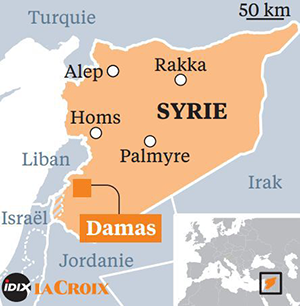 Turquie
50 km
Alep
Rakka
SYRIE
Homs
Palmyre
Liban
Irak
Israël
Damas
Jordanie
iDiX LA CROIX